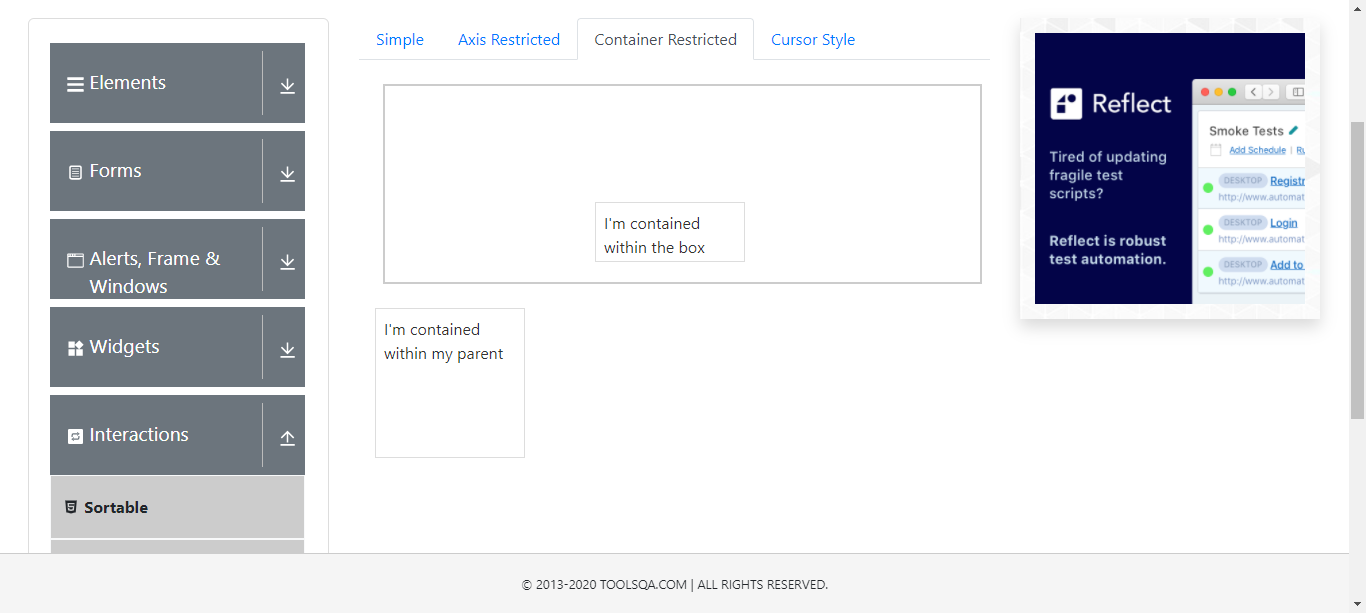 Simple
Axis Restricted
Container Restricted
Cursor Style
Elements
Forms
Alerts, Frame &
Windows
Widgets
Interactions
Sortable
I'm contained
within the box
I'm contained
within my parent
Reflect
Tired of updating
fragile test
scripts?
Reflect is robust
test automation.
Smoke Tests
Add Schedule |
DESKTOP Registr
http://www.automat
DESKTOP Login
http://www.automat
DESKTOP Add to
http://www.automat
© 2013-2020 TOOLSQA.COM | ALL RIGHTS RESERVED.